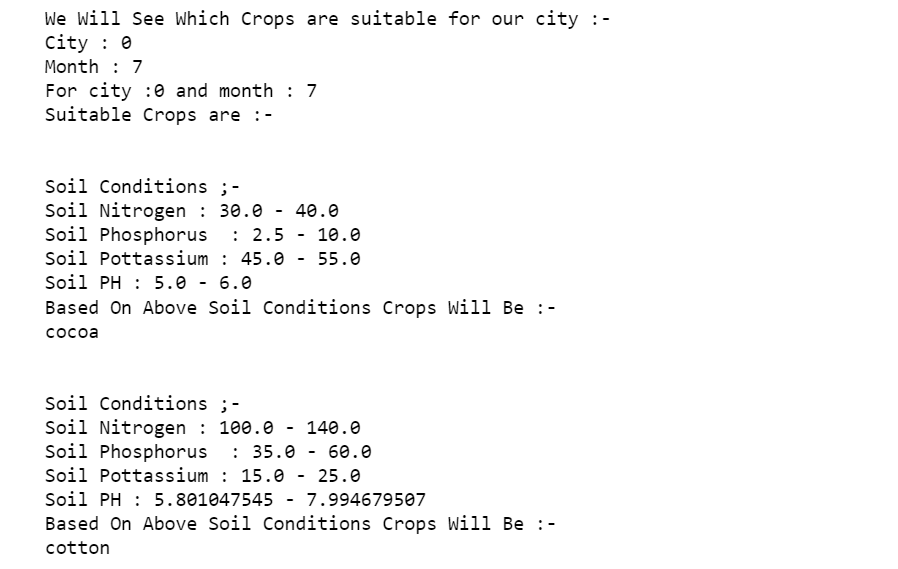 We Will See Which Crops are suitable for our city :-
City : 0
Month : 7
For city :0 and month : 7
Suitable Crops are :-
Soil Conditions ;-
Soil Nitrogen : 30.0 - 40.0
Soil Phosphorus  : 2.5 - 10.0
Soil Pottassium : 45.0 - 55.0
Soil PH : 5.0 - 6.0
Based On Above Soil Conditions Crops Will Be :-
cocoa
Soil Conditions ;-
Soil Nitrogen : 100.0 - 140.0
Soil Phosphorus  : 35.0 - 60.0
Soil Pottassium : 15.0 - 25.0
Soil PH : 5.801047545 - 7.994679507
Based On Above Soil Conditions Crops Will Be :-
cotton